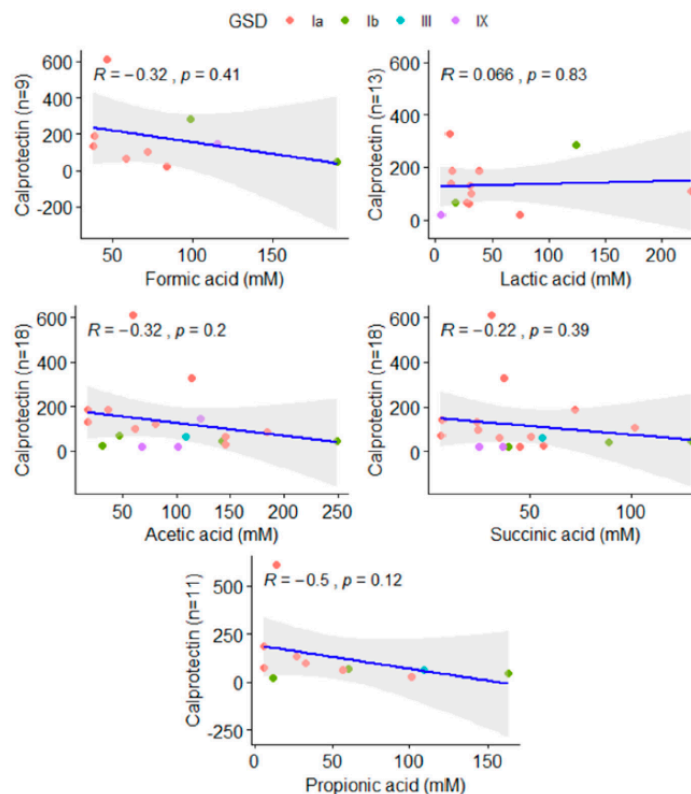 GSD Ia Ib III IX
R = −0.32 , p = 0.41
Calprotectin (n=9)
600
400
200
0
-200
50 100 150
Formic acid (mM)
R = 0.066 , p = 0.83
Calprotectin (n=13)
600
400
200
0
0 50 100 150 200
Lactic acid (mM)
R = −0.32 , p = 0.2
Calprotectin (n=18)
600
400
200
0
50 100 150 200 250
Acetic acid (mM)
R = −0.22 , p = 0.39
Calprotectin (n=18)
600
400
200
0
50 100
Succinic acid (mM)
R = −0.5 , p = 0.12
Calprotectin (n=11)
500
250
0
-250
0 50 100 150
Propionic acid (mM)